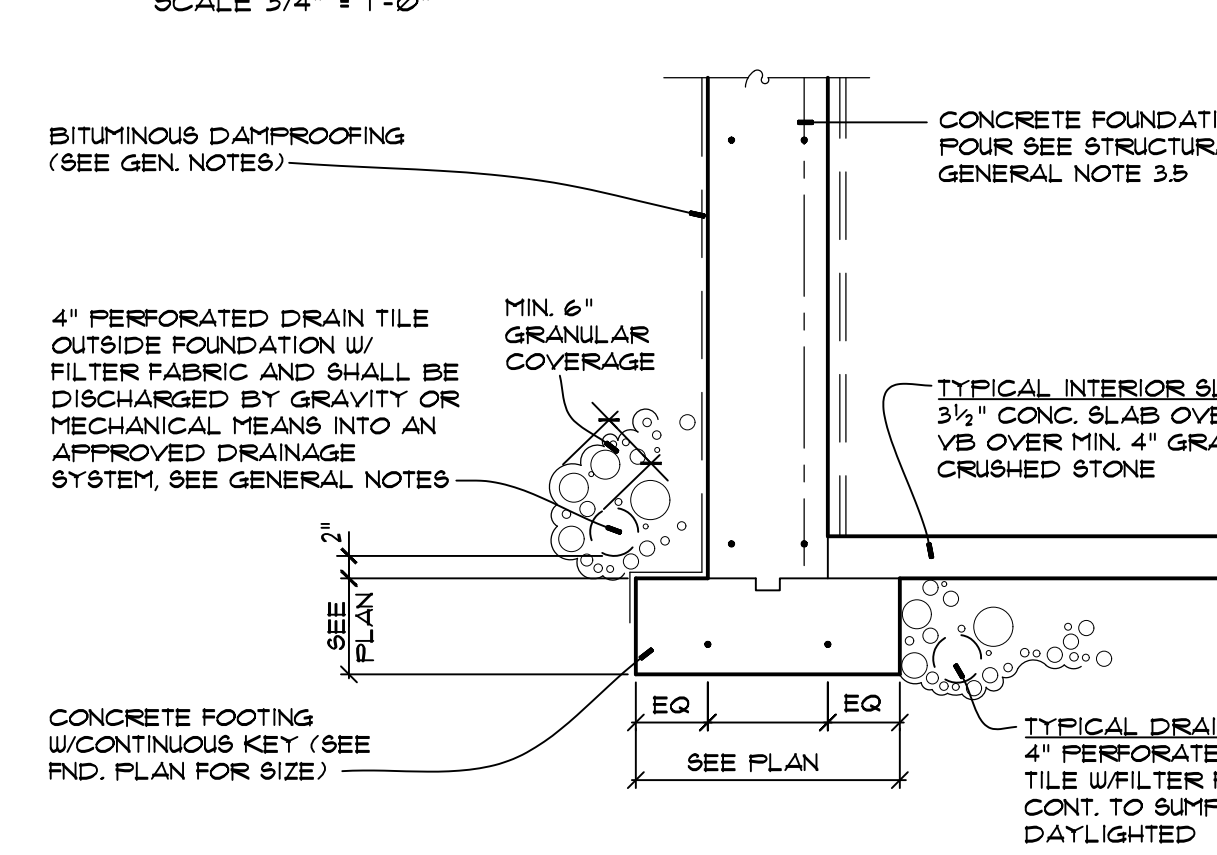 SCALE 3/4" = 1'-0"
BITUMINOUS DAMPROOFING
(SEE GEN. NOTES)
CONCRETE FOUNDATI
POUR SEE STRUCTURA
GENERAL NOTE 3.5
4" PERFORATED DRAIN TILE
OUTSIDE FOUNDATION W/
FILTER FABRIC AND SHALL BE
DISCHARGED BY GRAVITY OR
MECHANICAL MEANS INTO AN
APPROVED DRAINAGE
SYSTEM, SEE GENERAL NOTES
MIN. 6"
GRANULAR
COVERAGE
TYPICAL INTERIOR SL
3½" CONC. SLAB OVE
VB OVER MIN. 4" GRA
CRUSHED STONE
2"
SEE
PLAN
EQ
EQ
SEE PLAN
CONCRETE FOOTING
W/CONTINUOUS KEY (SEE
FND. PLAN FOR SIZE)
TYPICAL DRAI
4" PERFORATE
TILE W/FILTER F
CONT. TO SUMP
DAYLIGHTED